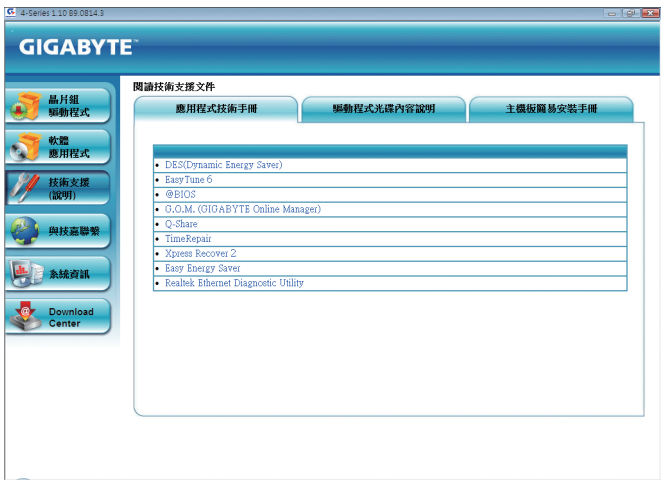 4-Series 1.10 B9.0814.3
GIGABYTE™
閱讀技術支援文件
應用程式技術手冊
驅動程式光碟內容說明
主機板簡易安裝手冊
晶片組
驅動程式
軟體
應用程式
技術支援
(說明)
與技嘉聯繫
系統資訊
Download
Center
• DES(Dynamic Energy Saver)
• EasyTune 6
• @BIOS
• G.O.M. (GIGABYTE Online Manager)
• Q-Share
• TimeRepair
• Xpress Recover 2
• Easy Energy Saver
• Realtek Ethernet Diagnostic Utility